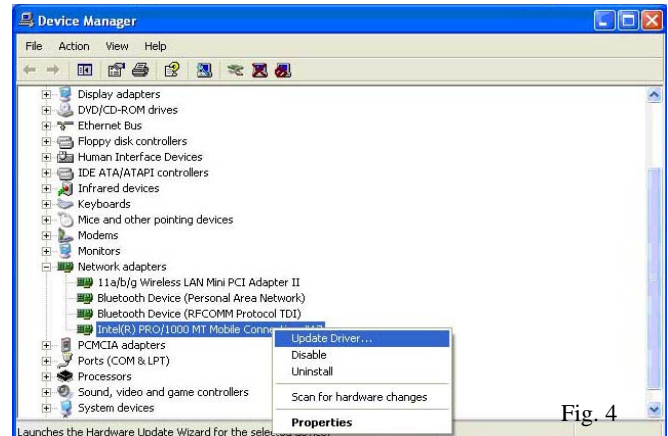 Device Manager
File Action View Help
Display adapters
DVD/CD-ROM drives
Ethernet Bus
Floppy disk controllers
Human Interface Devices
IDE ATA/ATAPI controllers
Infrared devices
Keyboards
Mice and other pointing devices
Modems
Monitors
Network adapters
11a/b/g Wireless LAN Mini PCI Adapter II
Bluetooth Device (Personal Area Network)
Bluetooth Device (RFCOMM Protocol TDI)
Intel(R) PRO/1000 MT Mobile
PCMCIA adapters
Ports (COM & LPT)
Processors
Sound, video and game controllers
System devices
Update Driver...
Disable
Uninstall
Scan for hardware changes
Properties
Fig. 4
Launches the Hardware Update Wizard for the